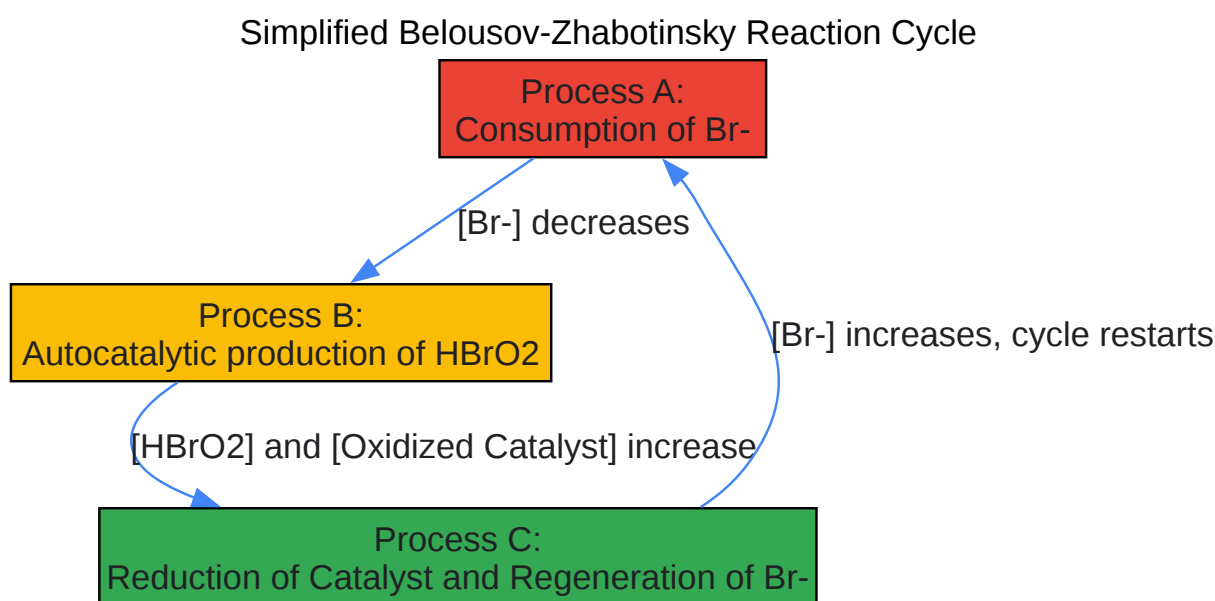 Simplified Belousov-Zhabotinsky Reaction Cycle
Process A:
Consumption of Br-
[Br-] decreases
Process B:
Autocatalytic production of HBrO2
[Br-] increases, cycle restarts
[HBrO2] and [Oxidized Catalyst] increase
Process C:
Reduction of Catalyst and Regeneration of Br-